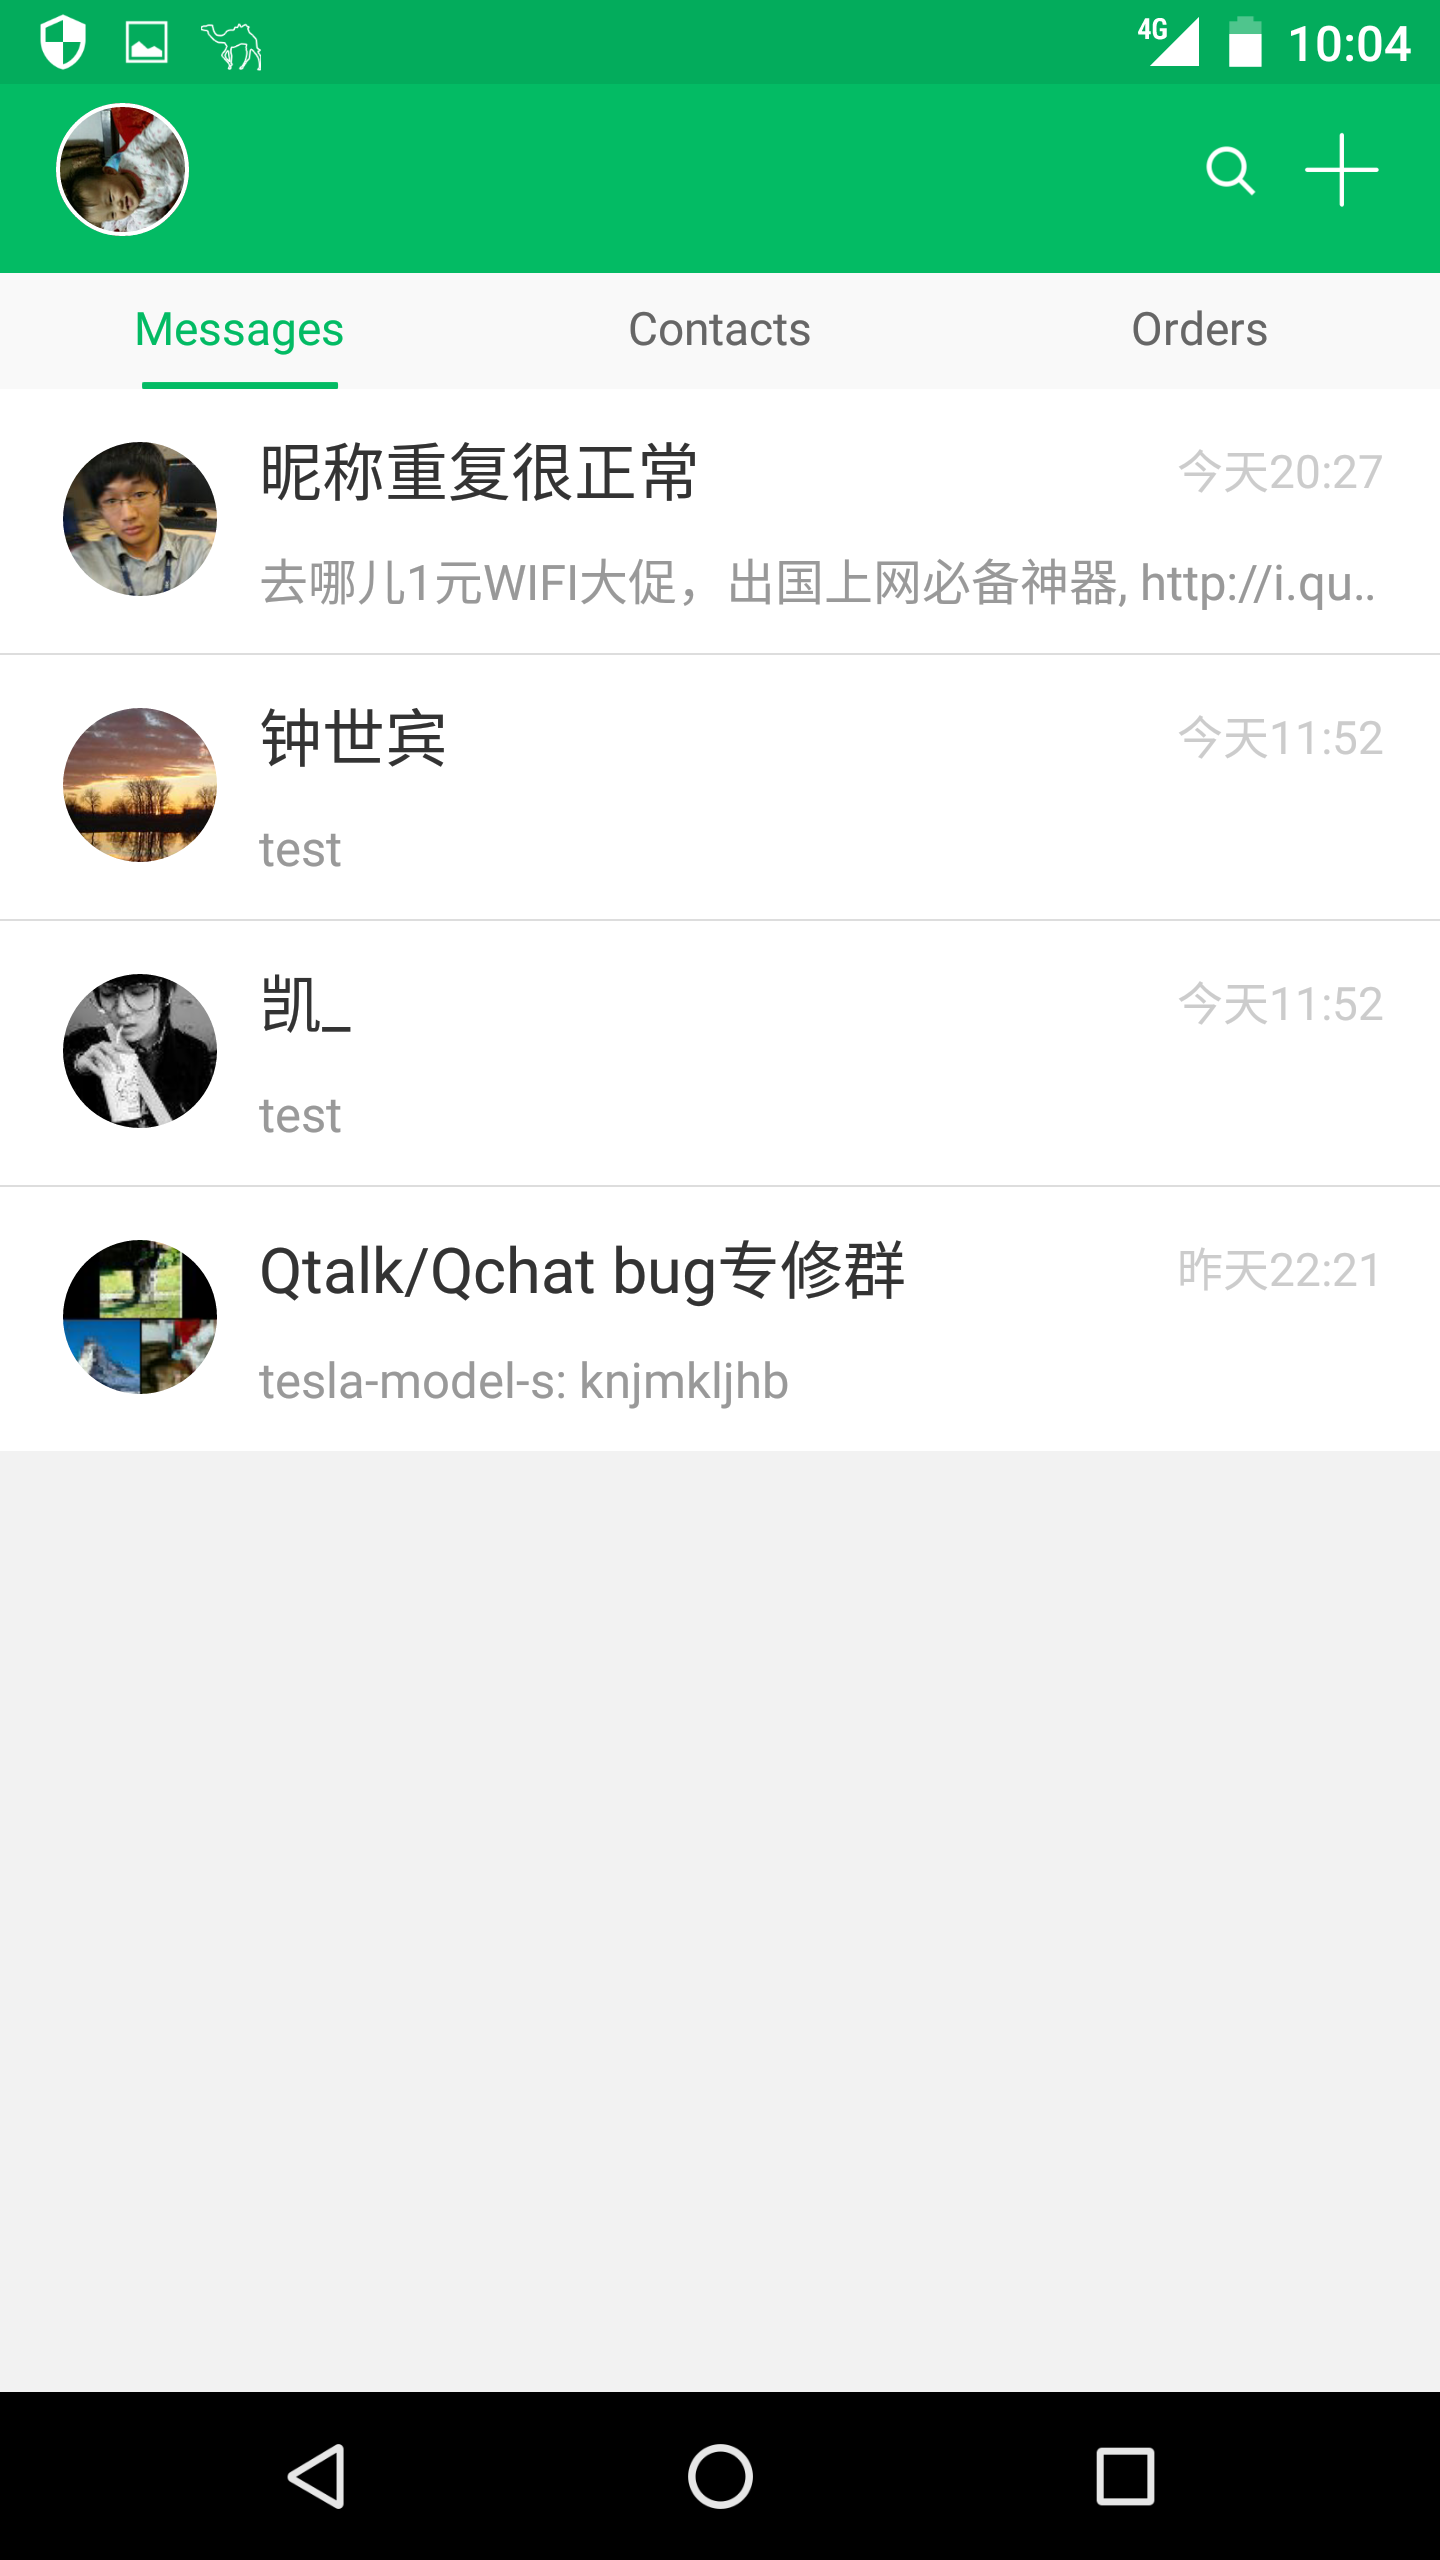 4G 10:04
Messages Contacts Orders
昵称重复很正常 今天20:27
去哪儿1元WIFI大促，出国上网必备神器, http://i.qu..
钟世宾 今天11:52
test
凯_ 今天11:52
test
Qtalk/Qchat bug专修群 昨天22:21
tesla-model-s: knjmkljhb